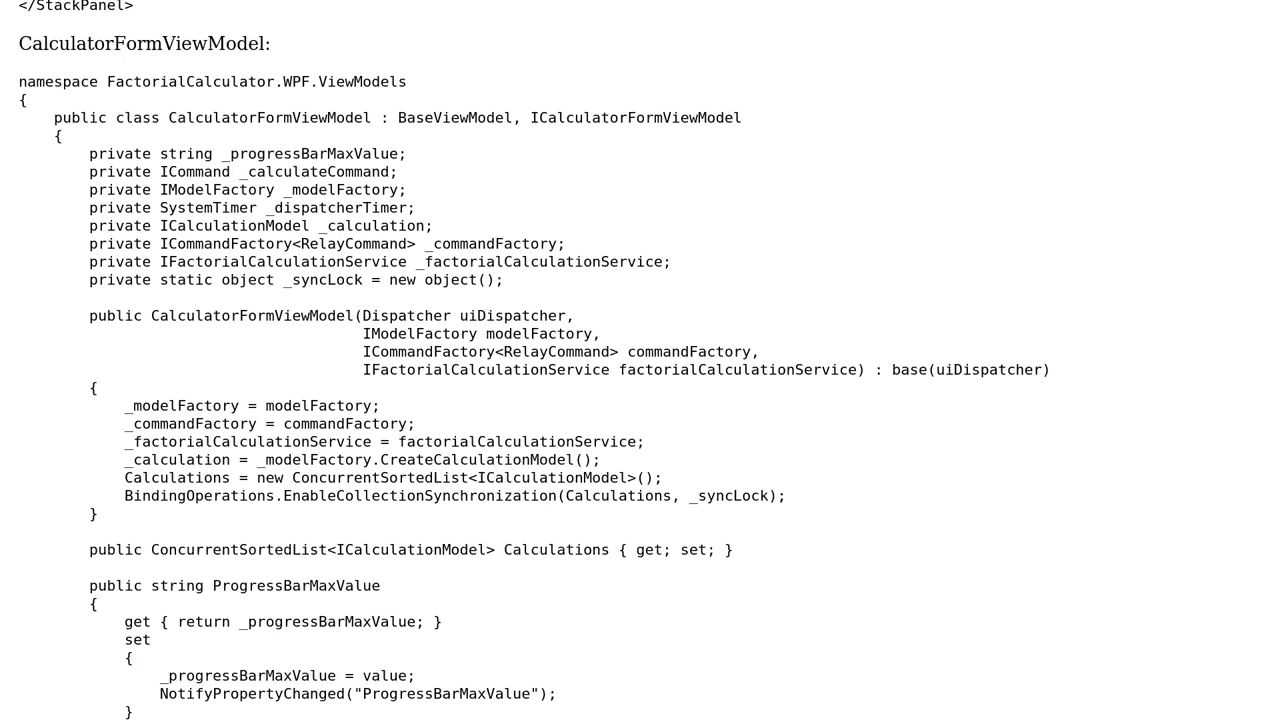 </StackPanel>
CalculatorFormViewModel:
namespace FactorialCalculator.WPF.ViewModels
{
    public class CalculatorFormViewModel : BaseViewModel, ICalculatorFormViewModel
    {
        private string _progressBarMaxValue;
        private ICommand _calculateCommand;
        private IModelFactory _modelFactory;
        private SystemTimer _dispatcherTimer;
        private ICalculationModel _calculation;
        private ICommandFactory<RelayCommand> _commandFactory;
        private IFactorialCalculationService _factorialCalculationService;
        private static object _syncLock = new object();

        public CalculatorFormViewModel(Dispatcher uiDispatcher,
                                       IModelFactory modelFactory,
                                       ICommandFactory<RelayCommand> commandFactory,
                                       IFactorialCalculationService factorialCalculationService) : base(uiDispatcher)
        {
            _modelFactory = modelFactory;
            _commandFactory = commandFactory;
            _factorialCalculationService = factorialCalculationService;
            _calculation = _modelFactory.CreateCalculationModel();
            Calculations = new ConcurrentSortedList<ICalculationModel>();
            BindingOperations.EnableCollectionSynchronization(Calculations, _syncLock);
        }

        public ConcurrentSortedList<ICalculationModel> Calculations { get; set; }

        public string ProgressBarMaxValue
        {
            get { return _progressBarMaxValue; }
            set
            {
                _progressBarMaxValue = value;
                NotifyPropertyChanged("ProgressBarMaxValue");
            }